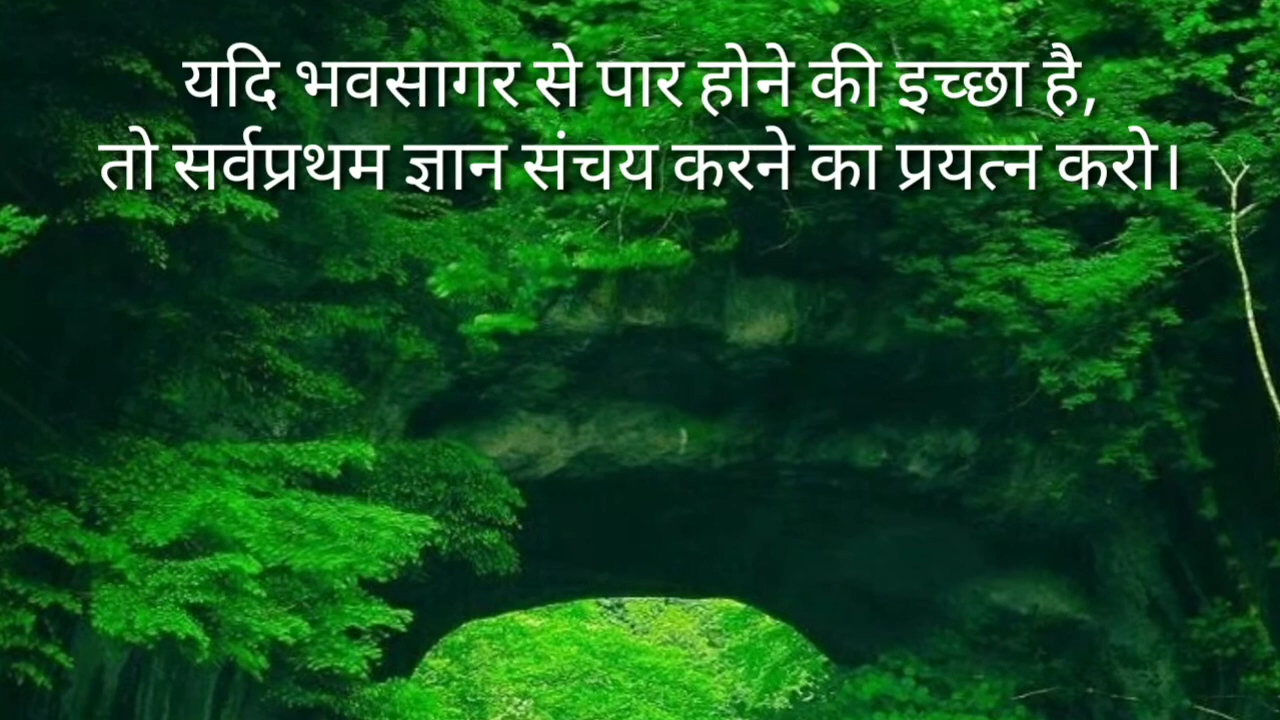 यदि भवसागर से पार होने की इच्छा है,
तो सर्वप्रथम ज्ञान संचय करने का प्रयत्न करो।